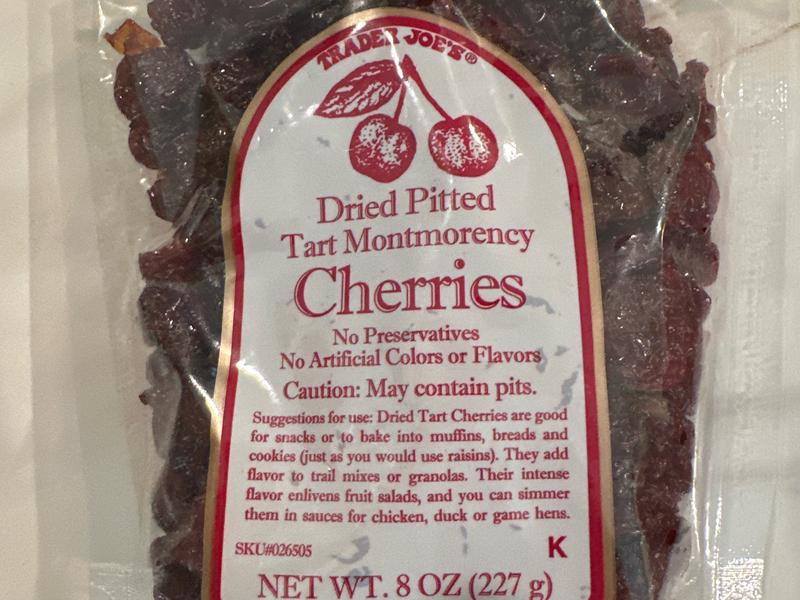 TRADER JOE'S®
Dried Pitted
Tart Montmorency
Cherries
No Preservatives
No Artificial Colors or Flavors
Caution: May contain pits.
Suggestions for use: Dried Tart Cherries are good
for snacks or to bake into muffins, breads and
cookies (just as you would use raisins). They add
flavor to trail mixes or granolas. Their intense
flavor enlivens fruit salads, and you can simmer
them in sauces for chicken, duck or game hens.
SKU#026505 K
NET WT. 8 OZ (227 g)